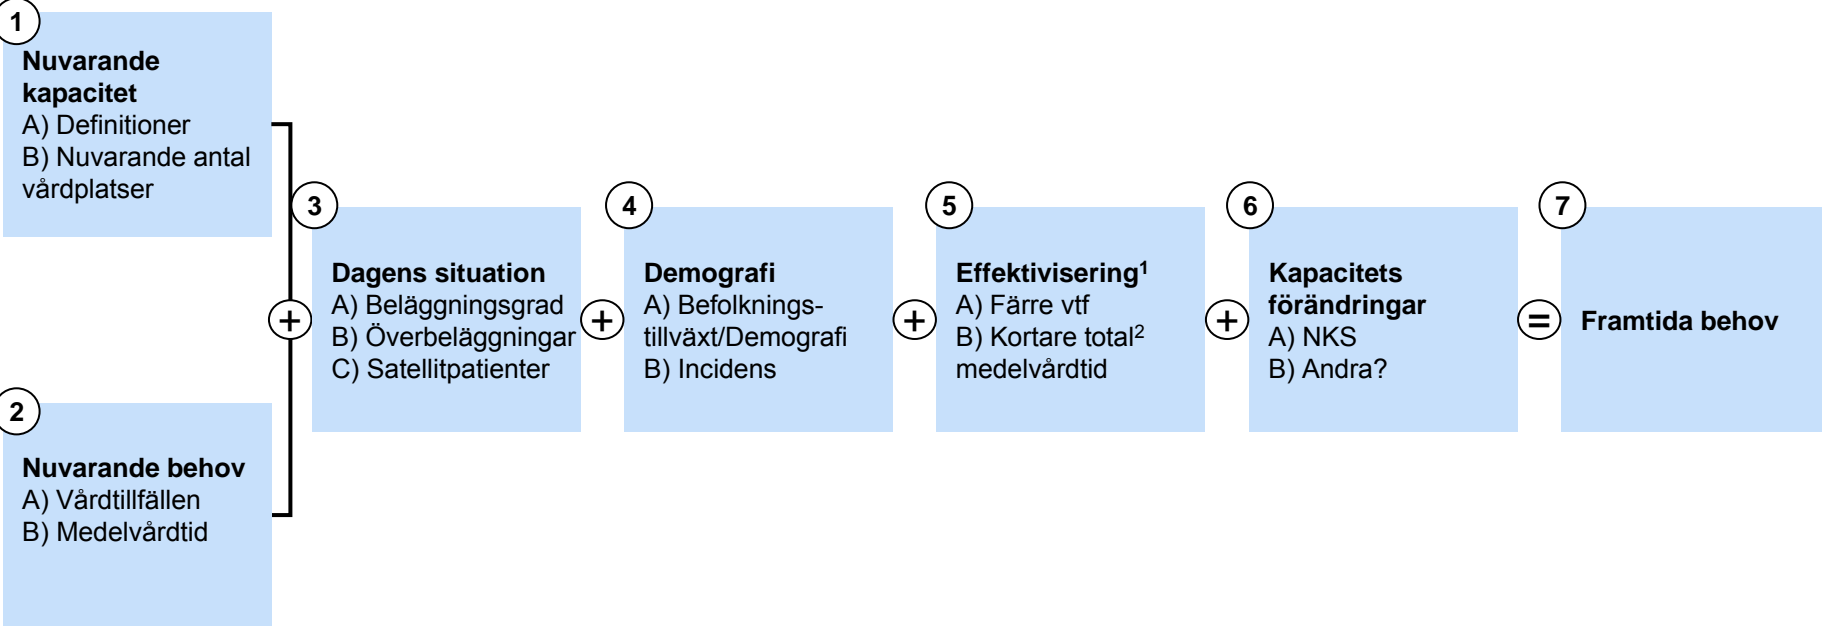 1
Nuvarande
kapacitet
A) Definitioner
B) Nuvarande antal
vårdplatser
2
Nuvarande behov
A) Vårdtillfällen
B) Medelvårdtid
+
3
Dagens situation
A) Beläggningsgrad
B) Överbeläggningar
C) Satellitpatienter
+
4
Demografi
A) Befolknings-
tillväxt/Demografi
B) Incidens
+
5
Effektivisering¹
A) Färre vtf
B) Kortare total²
medelvårdtid
+
6
Kapacitets
förändringar
A) NKS
B) Andra?
=
7
Framtida behov